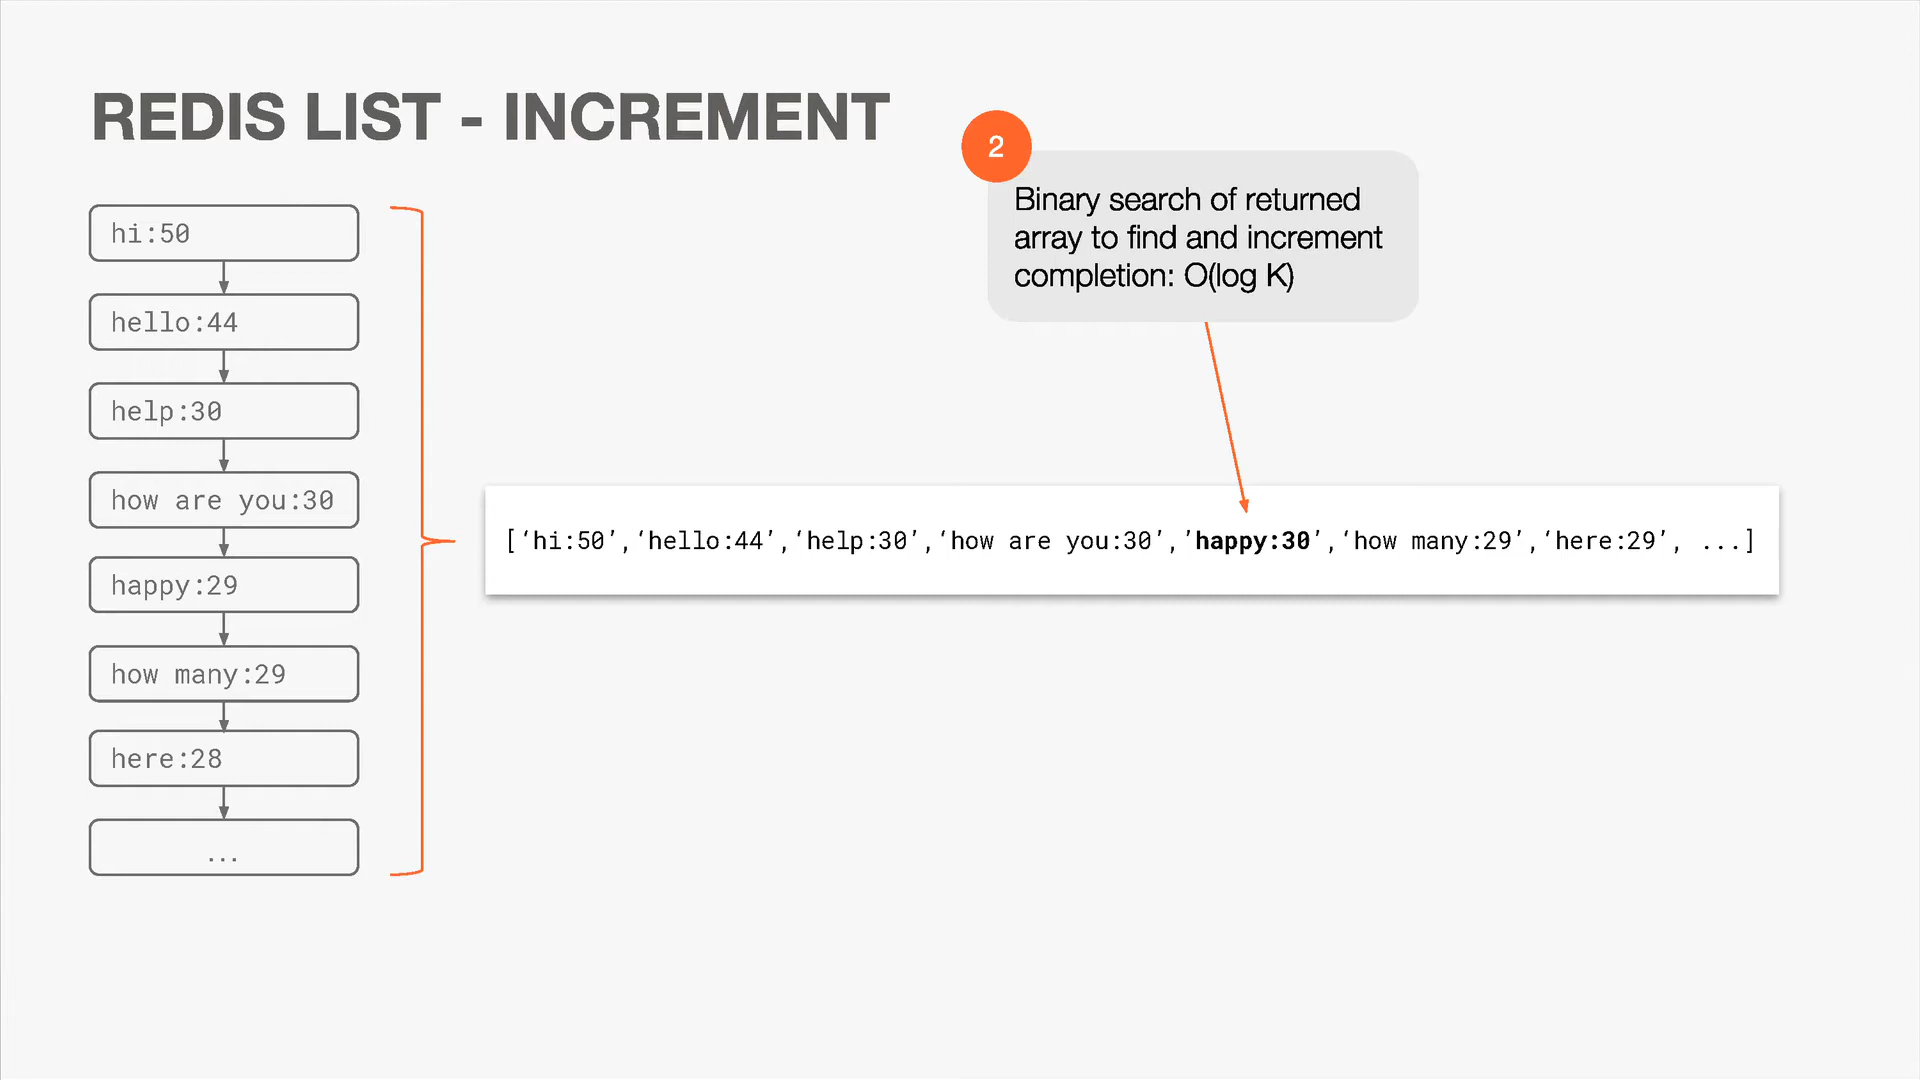 REDIS LIST - INCREMENT
2
Binary search of returned
array to find and increment
completion: O(log K)
hi:50
hello:44
help:30
how are you:30
happy:29
how many:29
here:28
...
[‘hi:50’,‘hello:44’,‘help:30’,‘how are you:30’,’happy:30’,‘how many:29’,‘here:29’, ...]